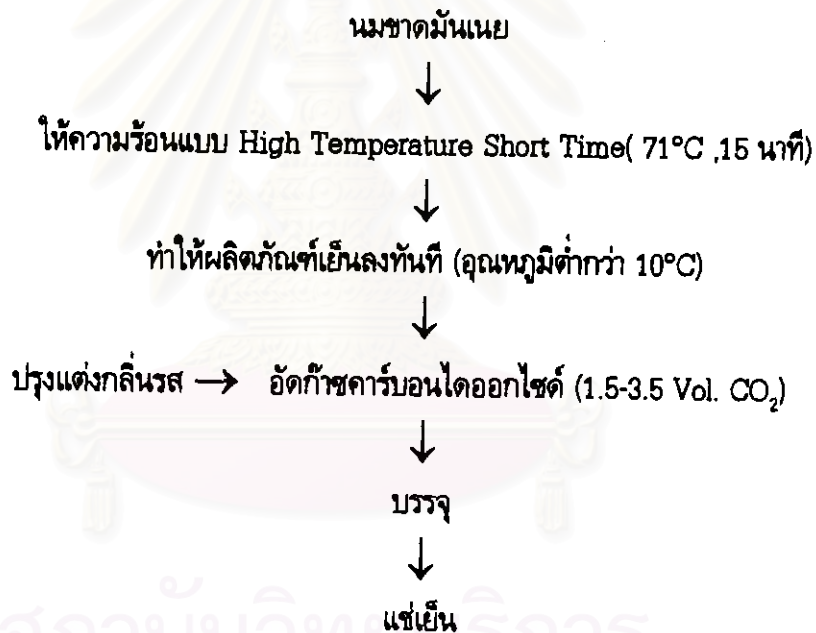 นมขาดมันเนย
↓
ให้ความร้อนแบบ High Temperature Short Time( 71°C ,15 นาที)
↓
ทำให้ผลิตภัณฑ์เย็นลงทันที (อุณหภูมิต่ำกว่า 10°C)
↓
ปรุงแต่งกลิ่นรส → อัดก๊าซคาร์บอนไดออกไซด์ (1.5-3.5 Vol. CO₂)
↓
บรรจุ
↓
แช่เย็น